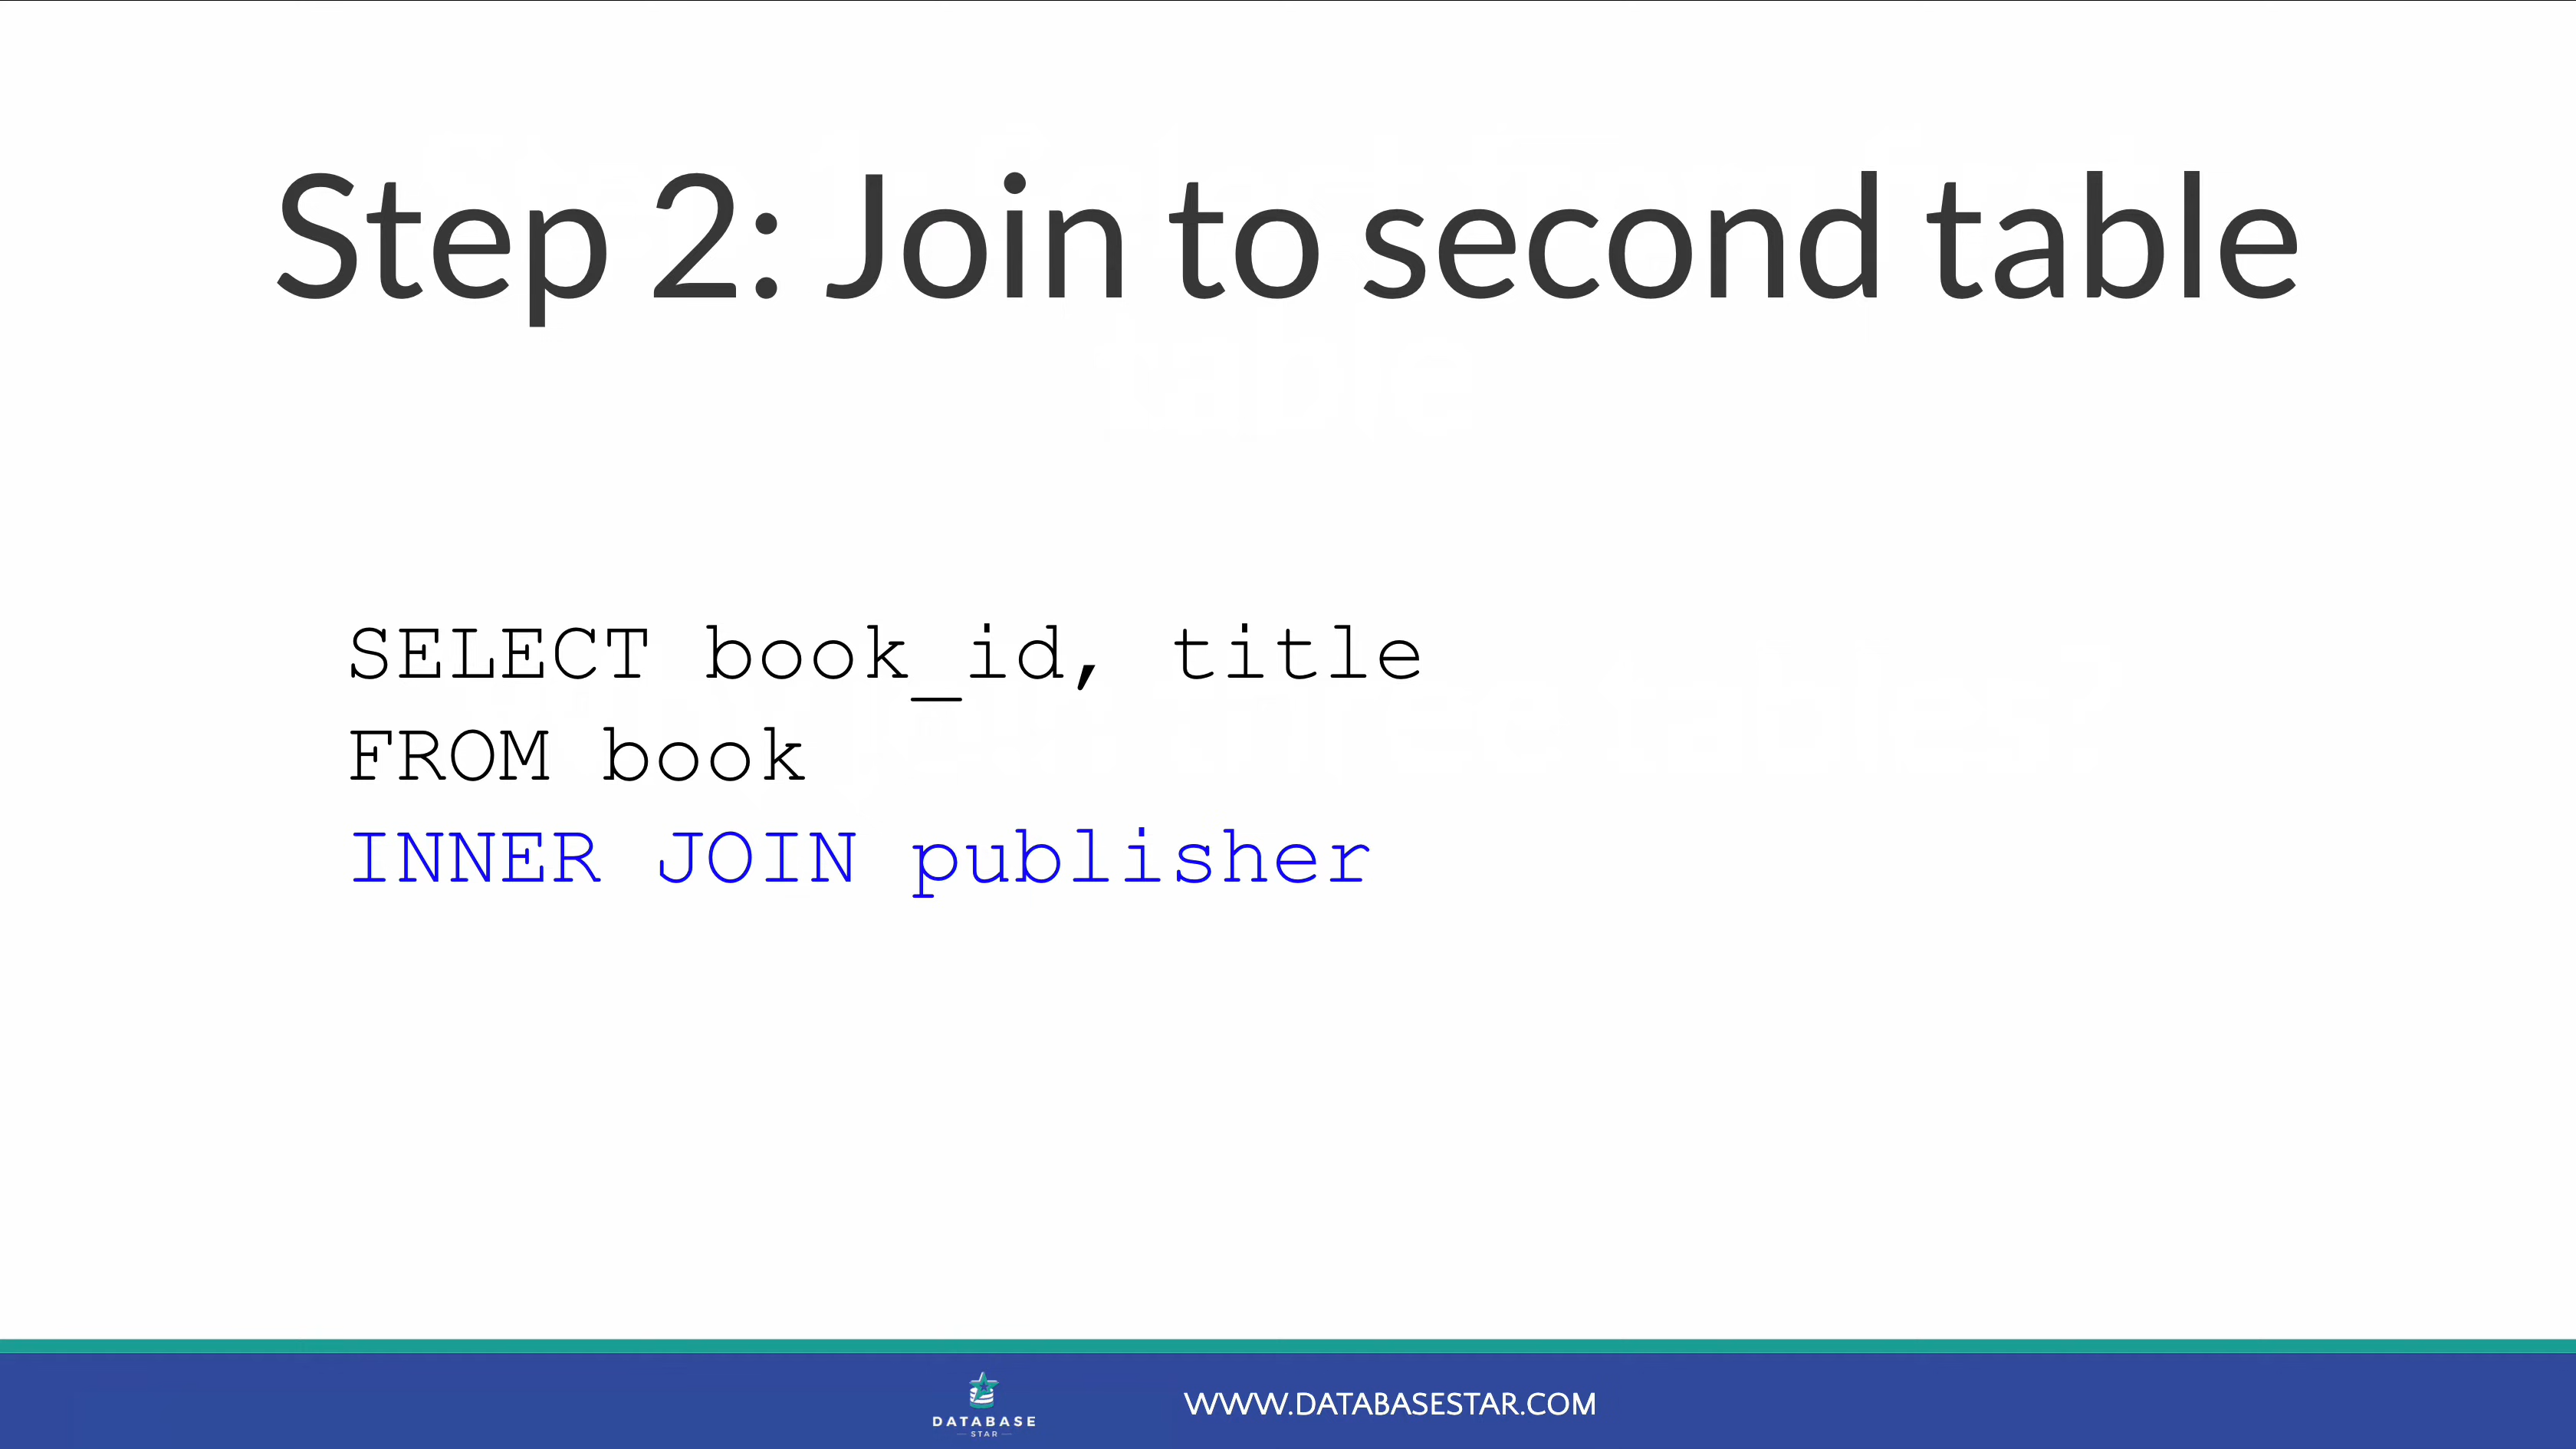 Step 2: Join to second table
SELECT book_id, title
FROM book
INNER JOIN publisher
DATABASE
STAR
WWW.DATABASESTAR.COM